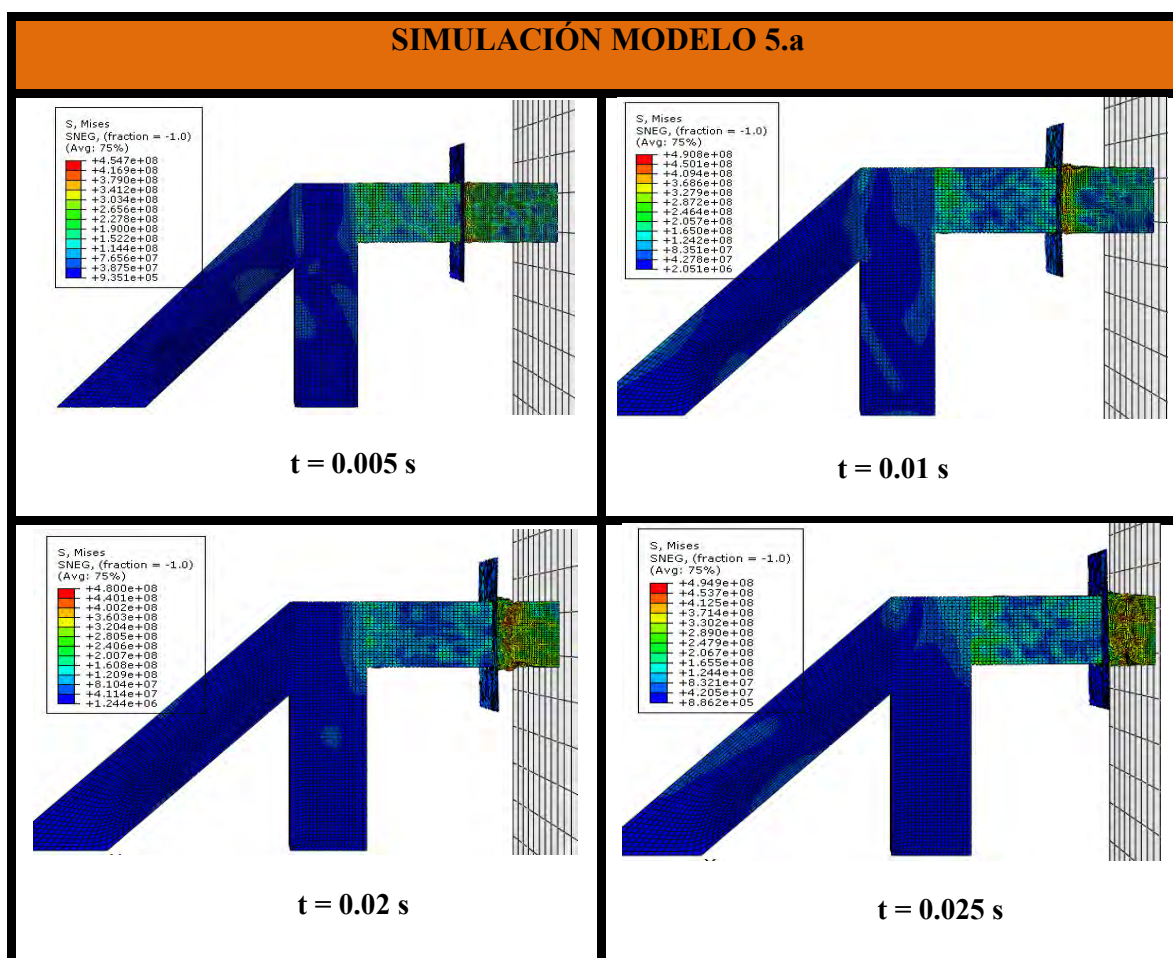 SIMULACIÓN MODELO 5.a
S, Mises
SNEG, (fraction = -1.0)
(Avg: 75%)
+4.547e+08
+4.169e+08
+3.790e+08
+3.412e+08
+3.034e+08
+2.656e+08
+2.278e+08
+1.900e+08
+1.522e+08
+1.144e+08
+7.656e+07
+3.875e+07
+9.351e+05
t = 0.005 s
S, Mises
SNEG, (fraction = -1.0)
(Avg: 75%)
+4.908e+08
+4.501e+08
+4.094e+08
+3.686e+08
+3.279e+08
+2.872e+08
+2.464e+08
+2.057e+08
+1.650e+08
+1.242e+08
+8.351e+07
+4.278e+07
+2.051e+06
t = 0.01 s
S, Mises
SNEG, (fraction = -1.0)
(Avg: 75%)
+4.800e+08
+4.401e+08
+4.002e+08
+3.603e+08
+3.204e+08
+2.805e+08
+2.406e+08
+2.007e+08
+1.608e+08
+1.209e+08
+8.104e+07
+4.114e+07
+1.244e+06
t = 0.02 s
S, Mises
SNEG, (fraction = -1.0)
(Avg: 75%)
+4.949e+08
+4.537e+08
+4.125e+08
+3.714e+08
+3.302e+08
+2.890e+08
+2.479e+08
+2.067e+08
+1.655e+08
+1.244e+08
+8.321e+07
+4.205e+07
+8.862e+05
t = 0.025 s